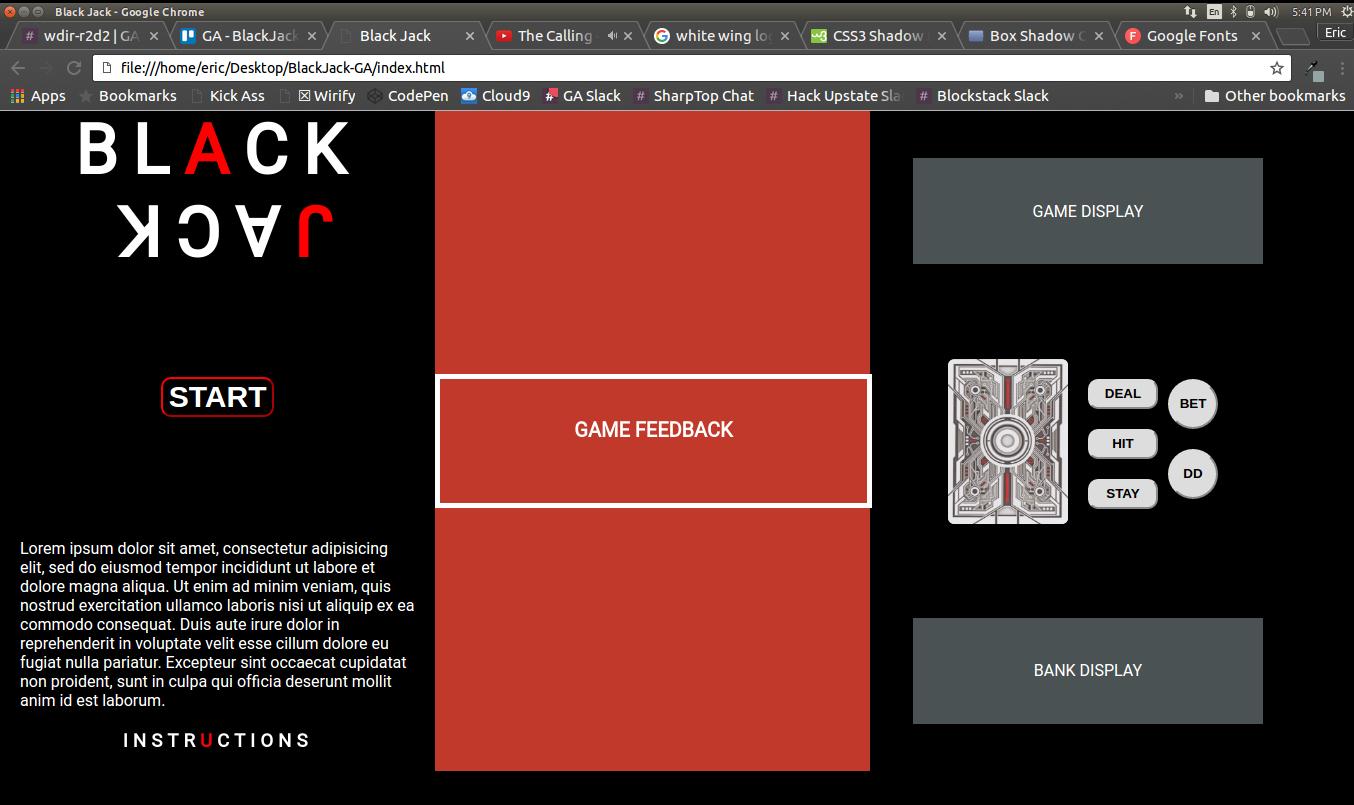 Black Jack - Google Chrome
En
5:41 PM
wdir-r2d2 | GA
GA - BlackJack
Black Jack
The Calling
white wing lo
CSS3 Shadow
Box Shadow C
Google Fonts
Eric
file:///home/eric/Desktop/BlackJack-GA/index.html
Apps
Bookmarks
Kick Ass
Wirify
CodePen
Cloud9
GA Slack
SharpTop Chat
Hack Upstate Sla
Blockstack Slack
»
Other bookmarks
BLACK
JACK
START
Lorem ipsum dolor sit amet, consectetur adipisicing
elit, sed do eiusmod tempor incididunt ut labore et
dolore magna aliqua. Ut enim ad minim veniam, quis
nostrud exercitation ullamco laboris nisi ut aliquip ex ea
commodo consequat. Duis aute irure dolor in
reprehenderit in voluptate velit esse cillum dolore eu
fugiat nulla pariatur. Excepteur sint occaecat cupidatat
non proident, sunt in culpa qui officia deserunt mollit
anim id est laborum.
INSTRUCTIONS
GAME FEEDBACK
GAME DISPLAY
DEAL
BET
HIT
DD
STAY
BANK DISPLAY